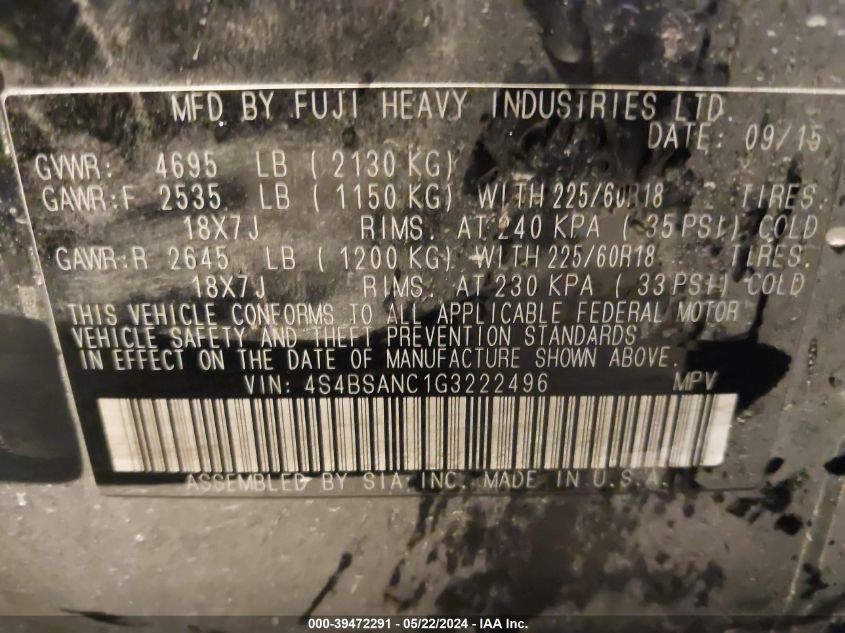 MFD BY FUJI HEAVY INDUSTRIES LTD.
DATE: 09/15
GVWR: 4695 LB ( 2130 KG)
GAWR:F 2535 LB ( 1150 KG) WITH 225/60R18 TIRES.
18X7J RIMS. AT 240 KPA ( 35 PSI) COLD
GAWR:R 2645 LB ( 1200 KG) WITH 225/60R18 TIRES.
18X7J RIMS. AT 230 KPA ( 33 PSI) COLD
THIS VEHICLE CONFORMS TO ALL APPLICABLE FEDERAL MOTOR
VEHICLE SAFETY AND THEFT PREVENTION STANDARDS
IN EFFECT ON THE DATE OF MANUFACTURE SHOWN ABOVE.
VIN: 4S4BSANC1G3222496 MPV
ASSEMBLED BY SIA, INC. MADE IN U.S.A.
000-39472291 - 05/22/2024 - IAA Inc.